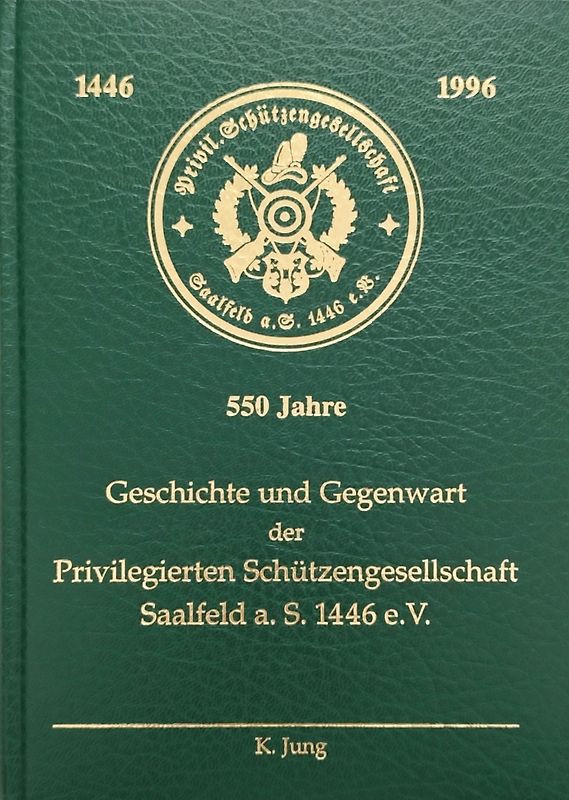 1446 1996
Privil. Schützengesellschaft
Saalfeld a. S. 1446 e.V.
550 Jahre
Geschichte und Gegenwart
der
Privilegierten Schützengesellschaft
Saalfeld a. S. 1446 e.V.
K. Jung